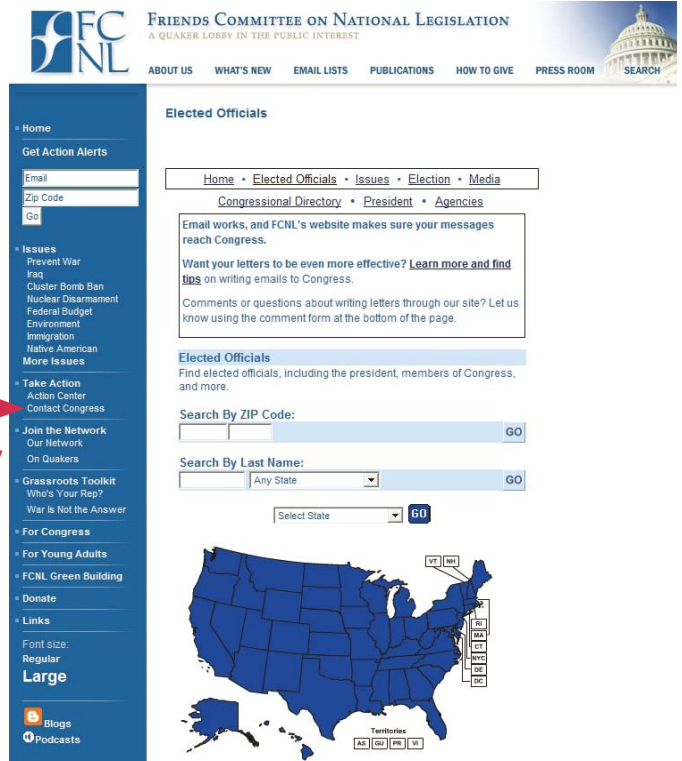 FCNL
FRIENDS COMMITTEE ON NATIONAL LEGISLATION
A QUAKER LOBBY IN THE PUBLIC INTEREST
ABOUT US WHAT'S NEW EMAIL LISTS PUBLICATIONS HOW TO GIVE PRESS ROOM SEARCH
Home
Get Action Alerts
Email
Zip Code
Go
Issues
Prevent War
Iraq
Cluster Bomb Ban
Nuclear Disarmament
Federal Budget
Environment
Immigration
Native American
More Issues
Take Action
Action Center
Contact Congress
Join the Network
Our Network
On Quakers
Grassroots Toolkit
Who's Your Rep?
War Is Not the Answer
For Congress
For Young Adults
FCNL Green Building
Donate
Links
Font size:
Regular
Large
Blogs
Podcasts
Elected Officials
Home • Elected Officials • Issues • Election • Media
Congressional Directory • President • Agencies
Email works, and FCNL's website makes sure your messages
reach Congress.
Want your letters to be even more effective? Learn more and find
tips on writing emails to Congress.
Comments or questions about writing letters through our site? Let us
know using the comment form at the bottom of the page.
Elected Officials
Find elected officials, including the president, members of Congress,
and more.
Search By ZIP Code:
GO
Search By Last Name:
Any State GO
Select State GO
VT NH
RI
MA
CT
NYC
DE
DC
Territories
AS GU PR VI